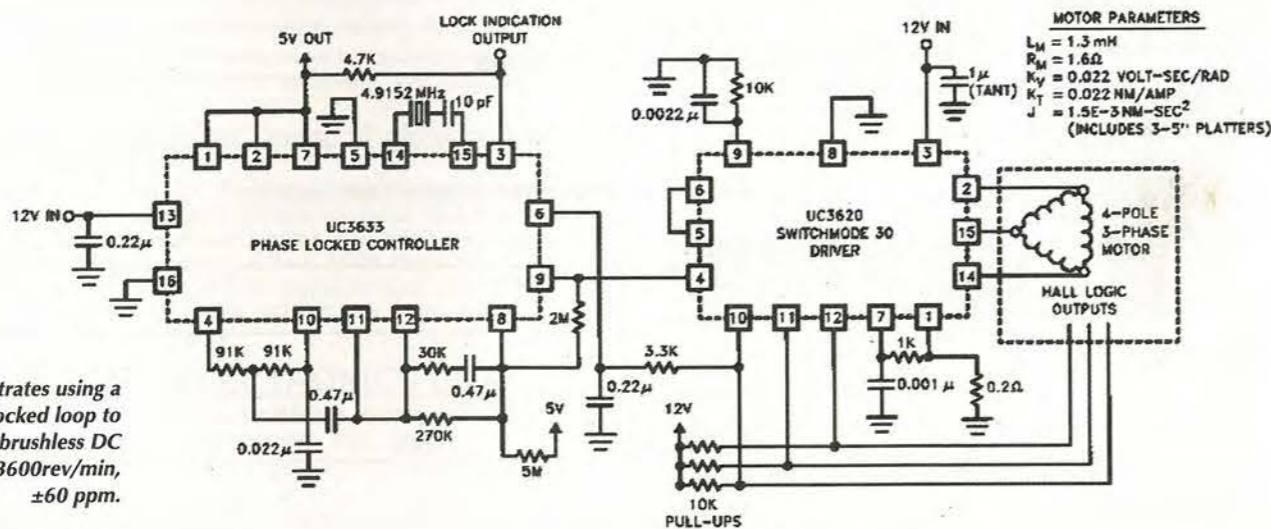 LOCK INDICATION
OUTPUT
5V OUT
4.7K
4.9152 MHz
10 pF
1
2
7
5
14
15
3
12V IN
13
0.22μ
16
UC3633
PHASE LOCKED CONTROLLER
6
9
4
10
11
12
8
91K
91K
30K
0.47μ
0.47μ
270K
0.022μ
2M
5V
5M
3.3K
0.22μ
12V IN
1μ
(TANT)
10K
0.0022μ
9
8
3
6
5
4
UC3620
SWITCHMODE 30
DRIVER
2
15
14
10
11
12
7
1
1K
0.001 μ
0.2Ω
12V
10K
PULL-UPS
MOTOR PARAMETERS
LM = 1.3 mH
RM = 1.6Ω
KV = 0.022 VOLT-SEC/RAD
KT = 0.022 NM/AMP
J = 1.5E-3 NM-SEC2
(INCLUDES 3-5" PLATTERS)
4-POLE
3-PHASE
MOTOR
HALL LOGIC
OUTPUTS
trates using a
ocked loop to
brushless DC
3600rev/min,
±60 ppm.